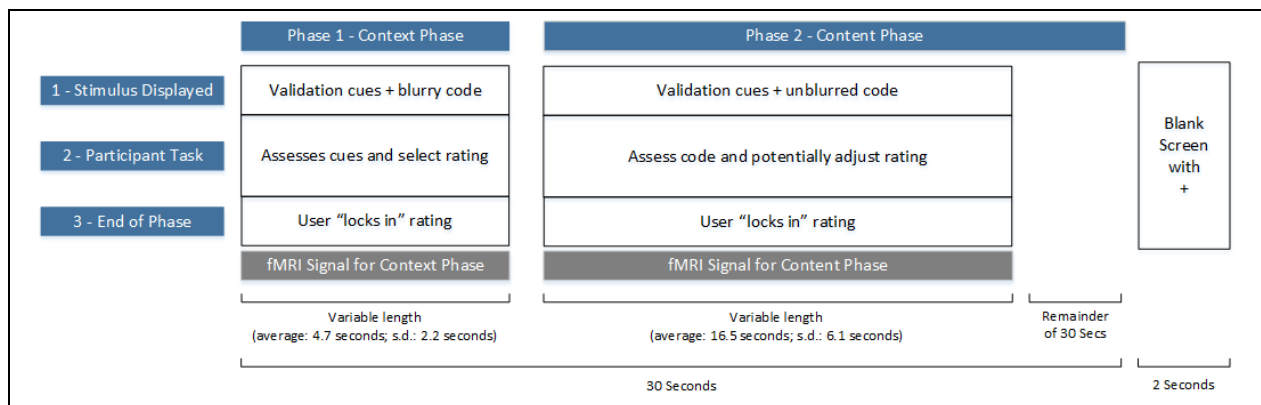 Phase 1 - Context Phase
Phase 2 - Content Phase
1 - Stimulus Displayed
Validation cues + blurry code
Validation cues + unblurred code
2 - Participant Task
Assesses cues and select rating
Assess code and potentially adjust rating
Blank
Screen
with
+
3 - End of Phase
User “locks in” rating
User “locks in” rating
fMRI Signal for Context Phase
fMRI Signal for Content Phase
Variable length
(average: 4.7 seconds; s.d.: 2.2 seconds)
Variable length
(average: 16.5 seconds; s.d.: 6.1 seconds)
Remainder
of 30 Secs
30 Seconds
2 Seconds